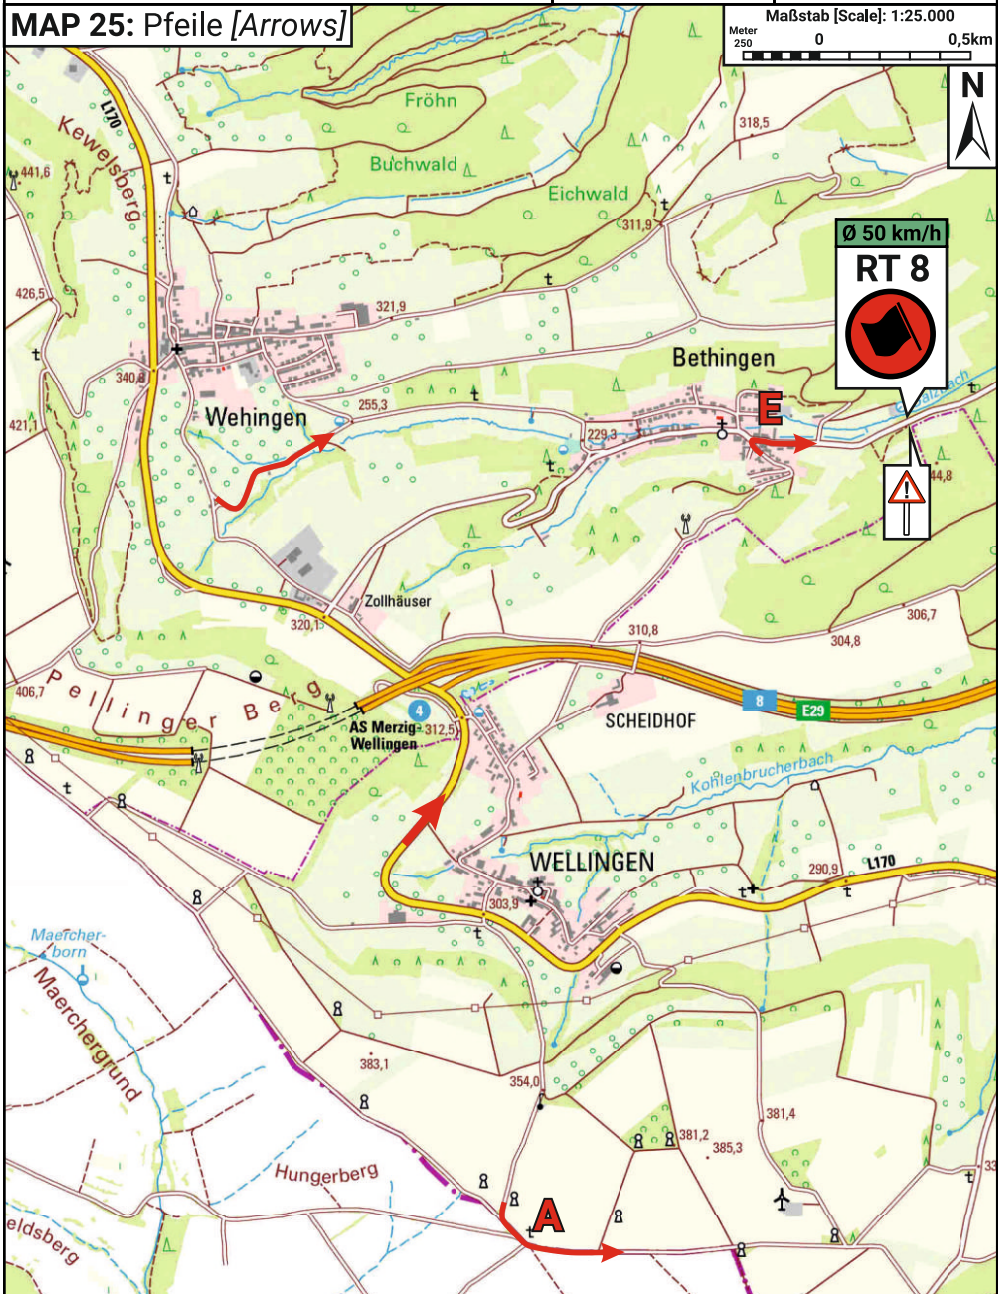 MAP 25: Pfeile [Arrows]
Maßstab [Scale]: 1:25.000
Meter
250 0 0,5km
N
L170
Kewelsberg
Fröhn
Buchwald
Eichwald
318,5
441,6
311,9
Ø 50 km/h
RT 8
426,5
321,9
Bethingen
340,8
255,3
Wehingen
E
421,1
229,3
44,8
!
Zollhäuser
320,1
306,7
310,8
304,8
406,7
Pellinger Berg
4
8
E29
AS Merzig-
Wellingen
312,5
SCHEIDHOF
Kohlenbrucherbach
WELLINGEN
290,9
L170
303,9
Maercher-
born
Maerchergrund
383,1
354,0
381,4
381,2
385,3
Hungerberg
33
A
eldsberg